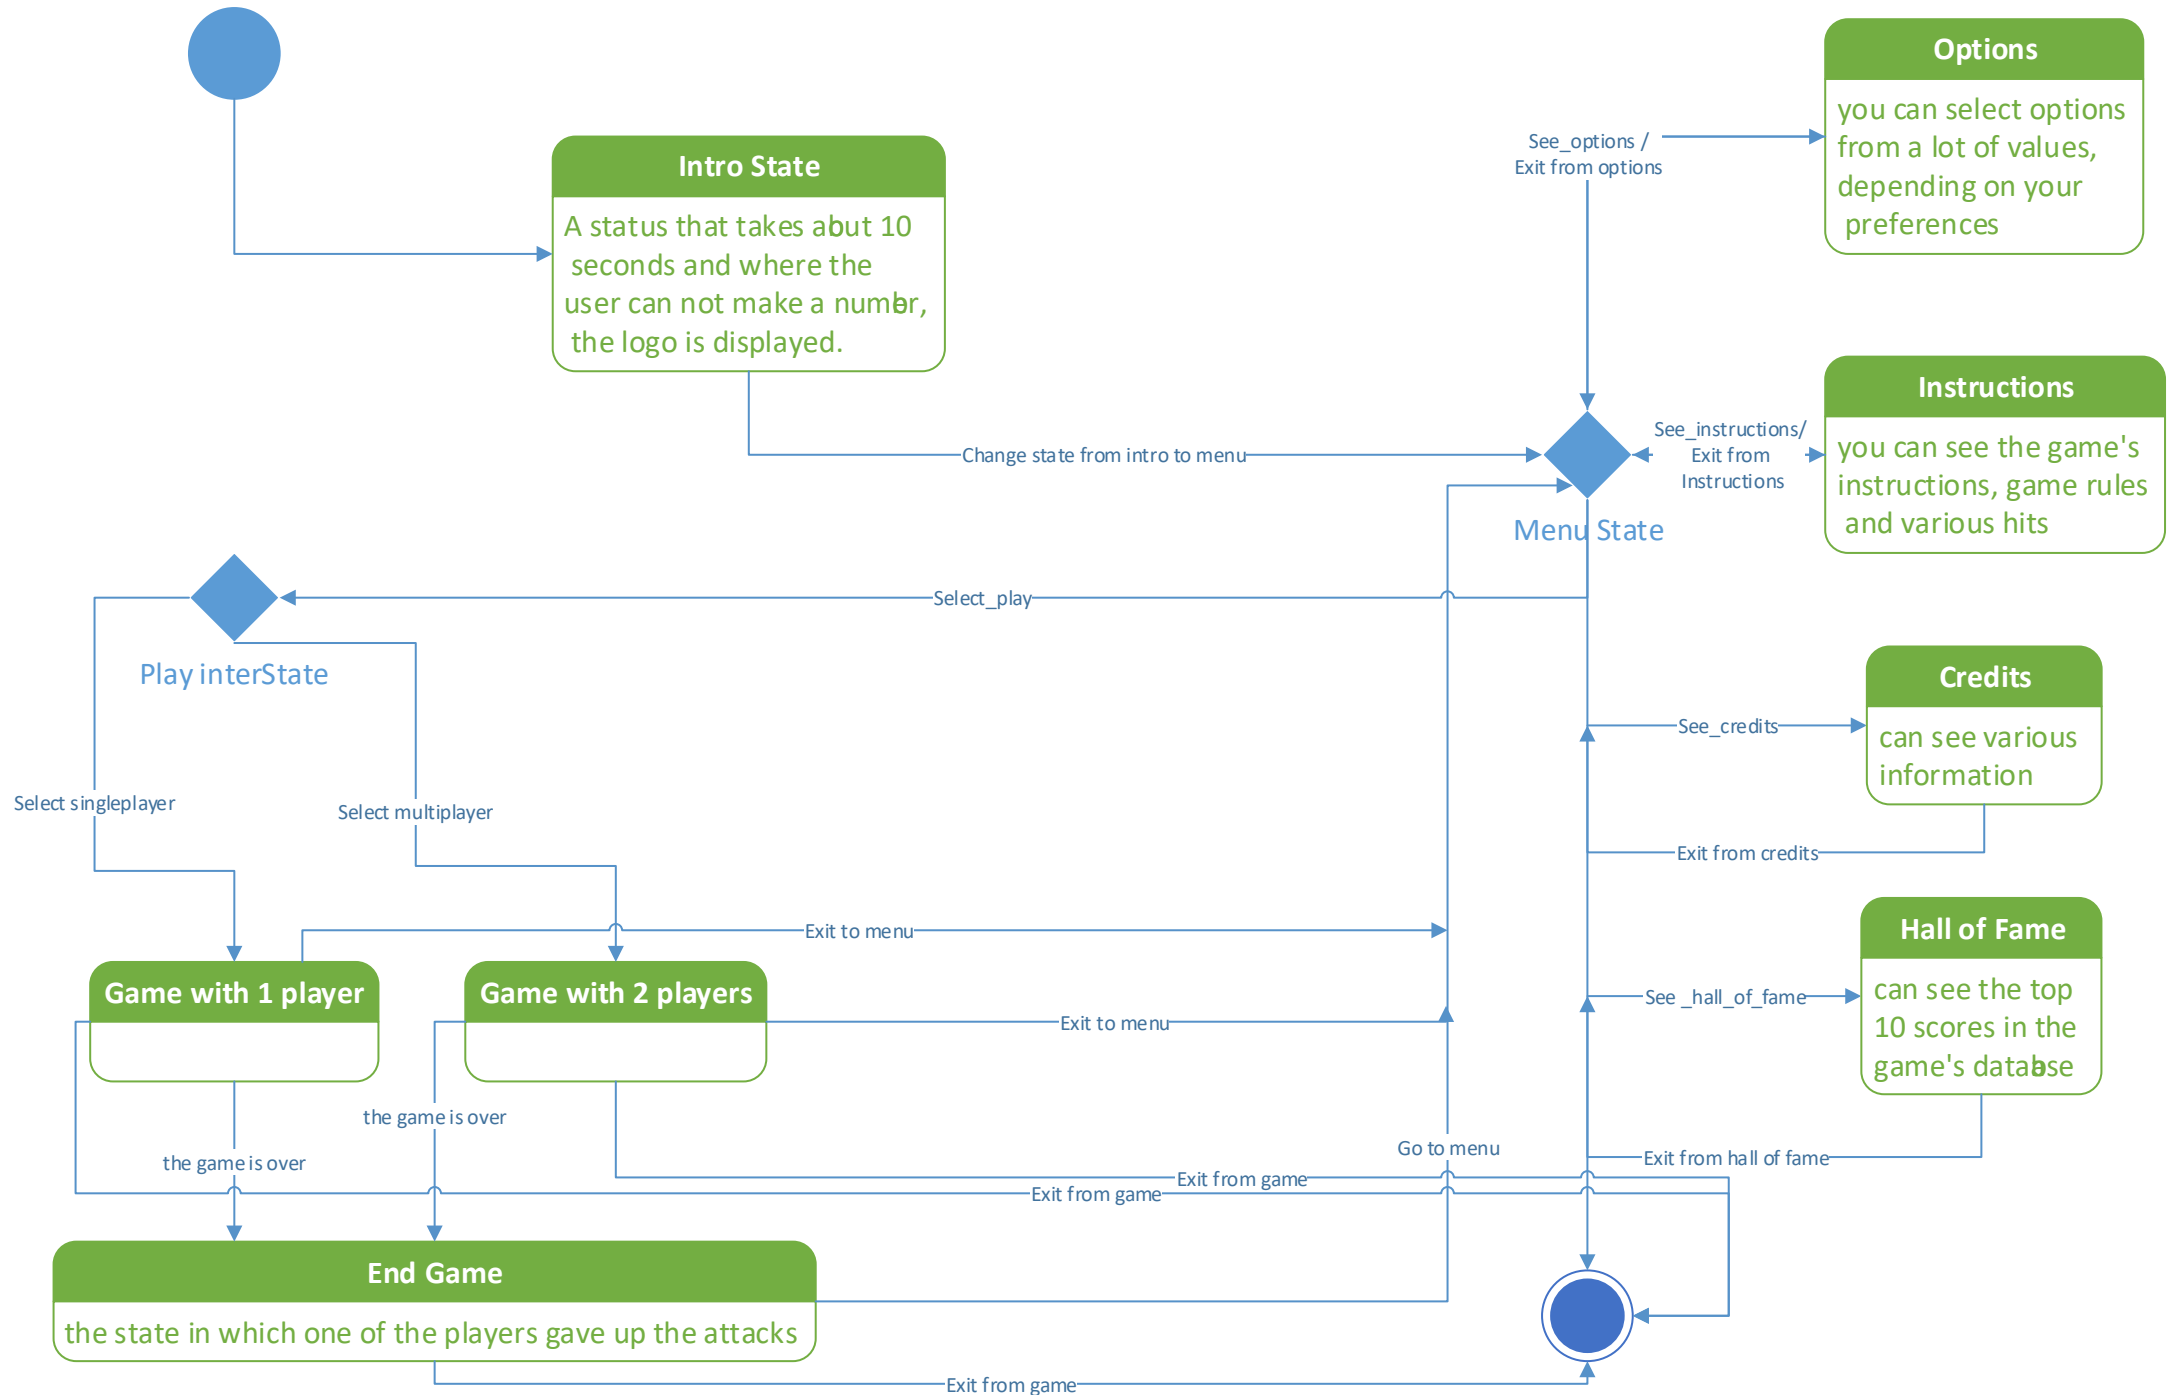 Options
you can select options
from a lot of values,
depending on your
preferences
See_options /
Exit from options
Intro State
A status that takes about 10
seconds and where the
user can not make a number,
the logo is displayed.
Instructions
you can see the game's
instructions, game rules
and various hits
See_instructions/
Exit from
Instructions
Change state from intro to menu
Menu State
Select_play
Play interState
Credits
can see various
information
See_credits
Select singleplayer
Select multiplayer
Exit from credits
Hall of Fame
can see the top
10 scores in the
game's database
Exit to menu
Game with 1 player
Game with 2 players
See _hall_of_fame
Exit to menu
the game is over
the game is over
Go to menu
Exit from hall of fame
Exit from game
Exit from game
End Game
the state in which one of the players gave up the attacks
Exit from game